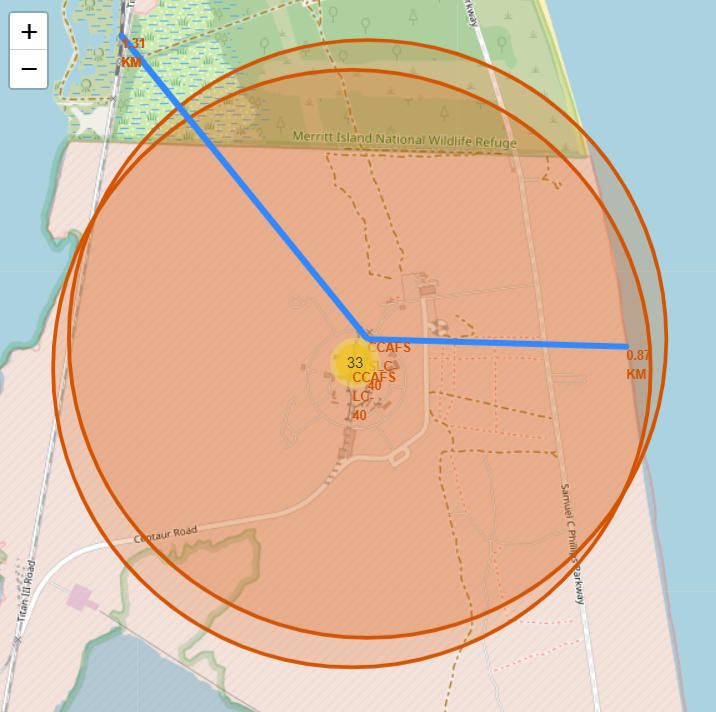 +
−
1.31
KM
Merritt Island National Wildlife Refuge
CCAFS
SLC-
40
33
CCAFS
LC-
40
0.87
KM
Centaur Road
Titan III Road
Samuel C Phillips Parkway